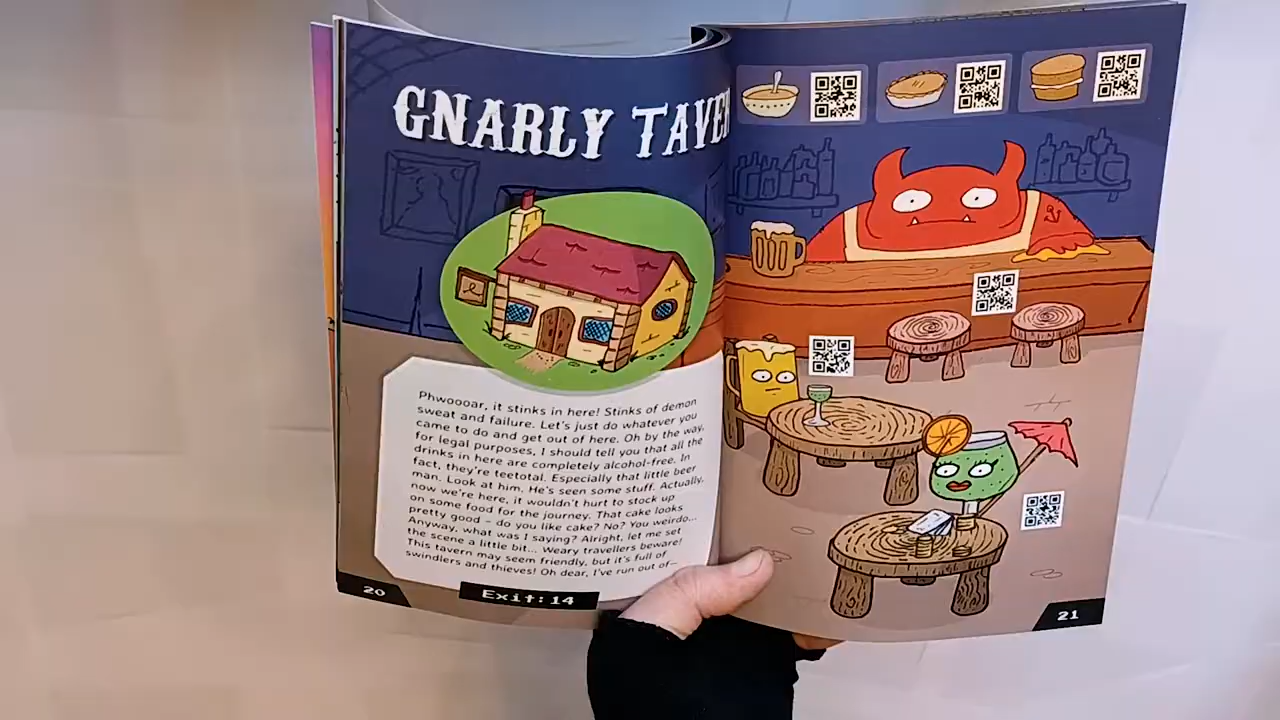 GNARLY TAVER
Phwoooar, it stinks in here! Stinks of demon
sweat and failure. Let's just do whatever you
came to do and get out of here. Oh by the way,
for legal purposes, I should tell you that all the
drinks in here are completely alcohol-free. In
fact, they're teetotal. Especially that little beer
man. Look at him. He's seen some stuff. Actually,
now we're here, it wouldn't hurt to stock up
on some food for the journey. That cake looks
pretty good – do you like cake? No? You weirdo...
Anyway, what was I saying? Alright, let me set
the scene a little bit... Weary travellers beware!
This tavern may seem friendly, but it's full of
swindlers and thieves! Oh dear, I've run out of—
20
Exit:14
21